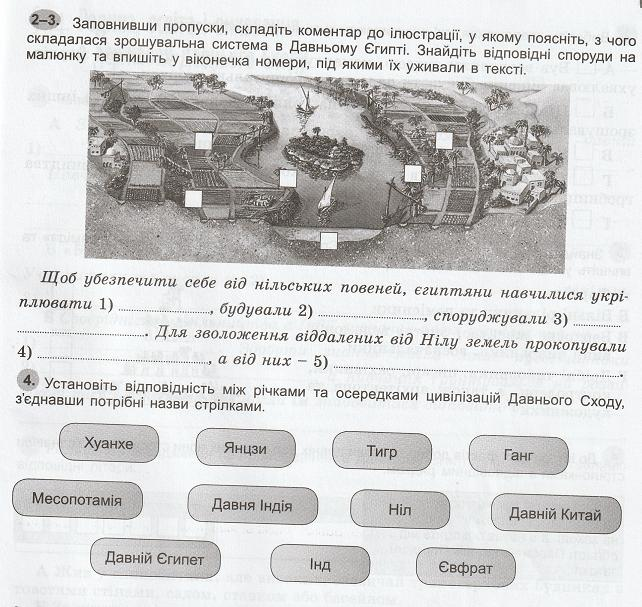 2–3. Заповнивши пропуски, складіть коментар до ілюстрації, у якому поясніть, з чого
складалася зрошувальна система в Давньому Єгипті. Знайдіть відповідні споруди на
малюнку та впишіть у віконечка номери, під якими їх уживали в тексті.
Щоб убезпечити себе від нільських повеней, єгиптяни навчилися укрі-
плювати 1) ..............., будували 2) ..............., споруджували 3) ........
................... . Для зволоження віддалених від Нілу земель прокопували
4) ..............., а від них – 5) ........................................ .
4. Установіть відповідність між річками та осередками цивілізацій Давнього Сходу,
з'єднавши потрібні назви стрілками.
Хуанхе Янцзи Тигр Ганг
Месопотамія Давня Індія Ніл Давній Китай
Давній Єгипет Інд Євфрат